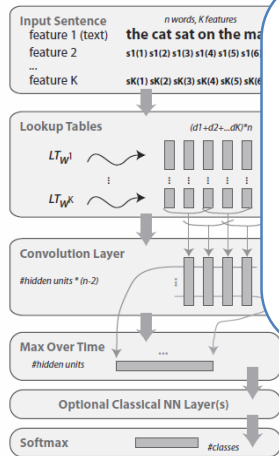 Input Sentence
n words, K features
feature 1 (text) the cat sat on the
feature 2 s1(1) s1(2) s1(3) s1(4) s1(5) s1(6
...
feature K sK(1) sK(2) sK(3) sK(4) sK(5) sK(6
Lookup Tables
(d1+d2+...dK)*n
LTW1
⋮
LTWK
Convolution Layer
#hidden units * (n-2)
Max Over Time
#hidden units
...
Optional Classical NN Layer(s)
Softmax
#classes